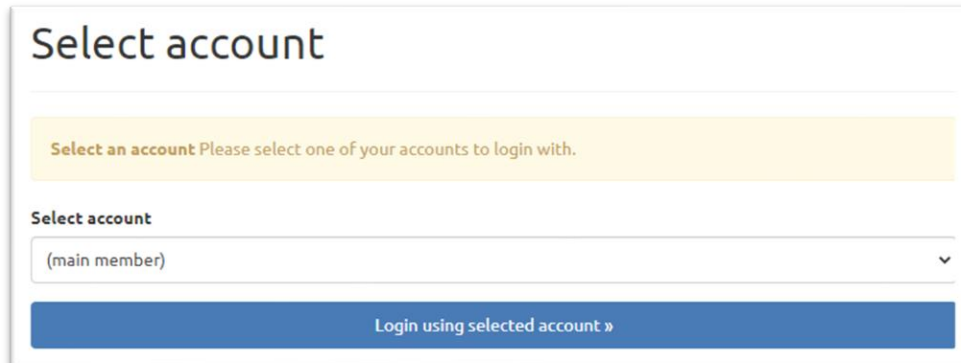 Select account
Select an account Please select one of your accounts to login with.
Select account
(main member)
Login using selected account »